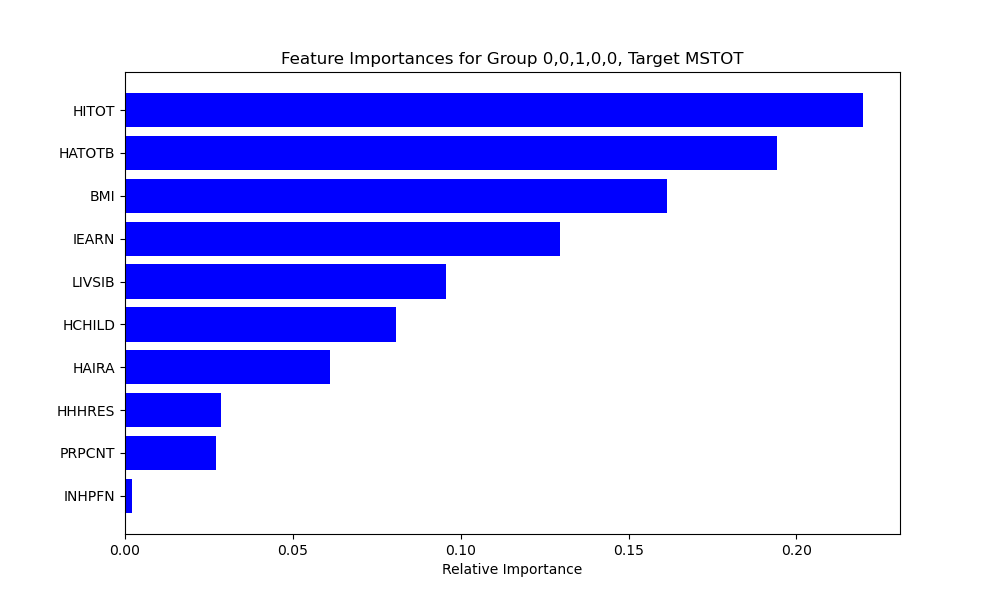 Feature Importances for Group 0,0,1,0,0, Target MSTOT
HITOT
HATOTB
BMI
IEARN
LIVSIB
HCHILD
HAIRA
HHHRES
PRPCNT
INHPFN
0.00 0.05 0.10 0.15 0.20
Relative Importance